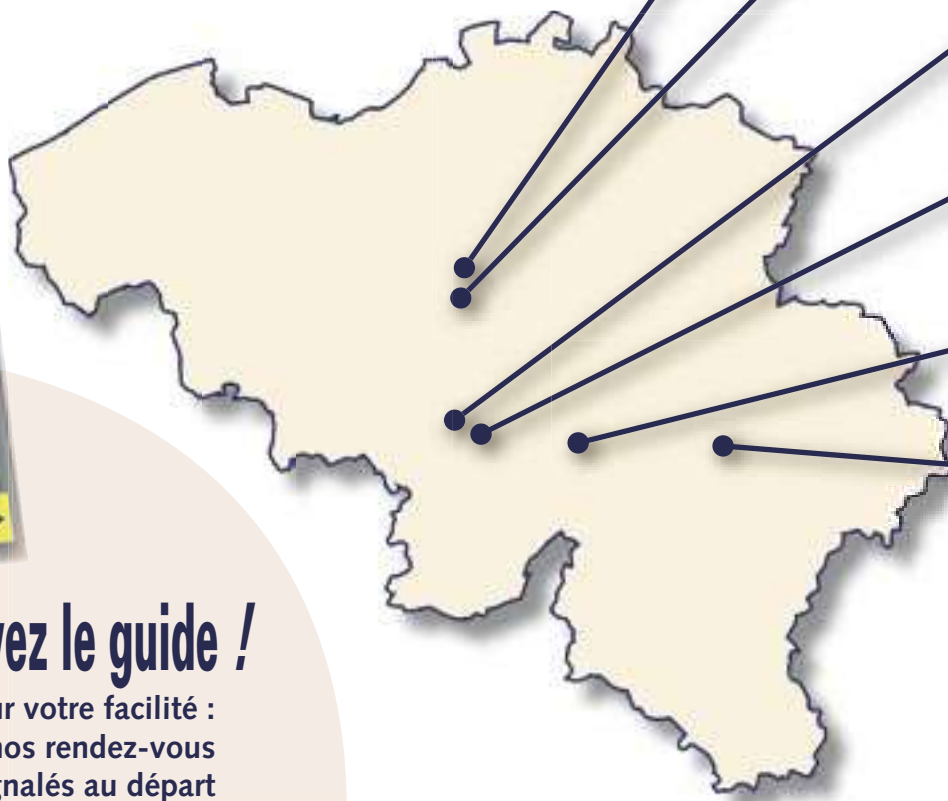 vez le guide !
ur votre facilité :
nos rendez-vous
gnalés au départ